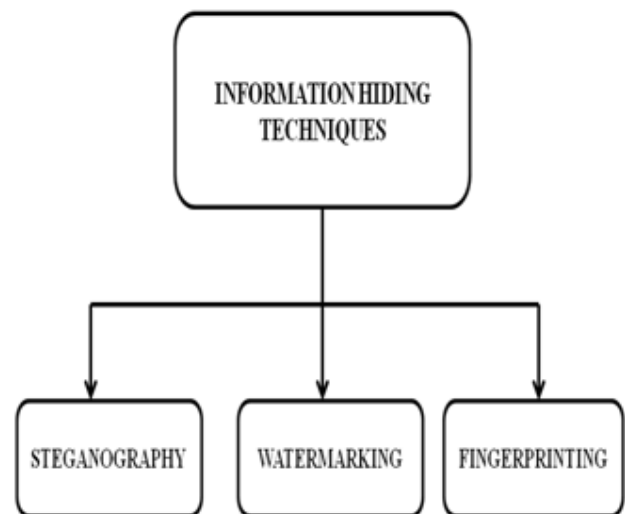 INFORMATION HIDING
TECHNIQUES
STEGANOGRAPHY
WATERMARKING
FINGERPRINTING